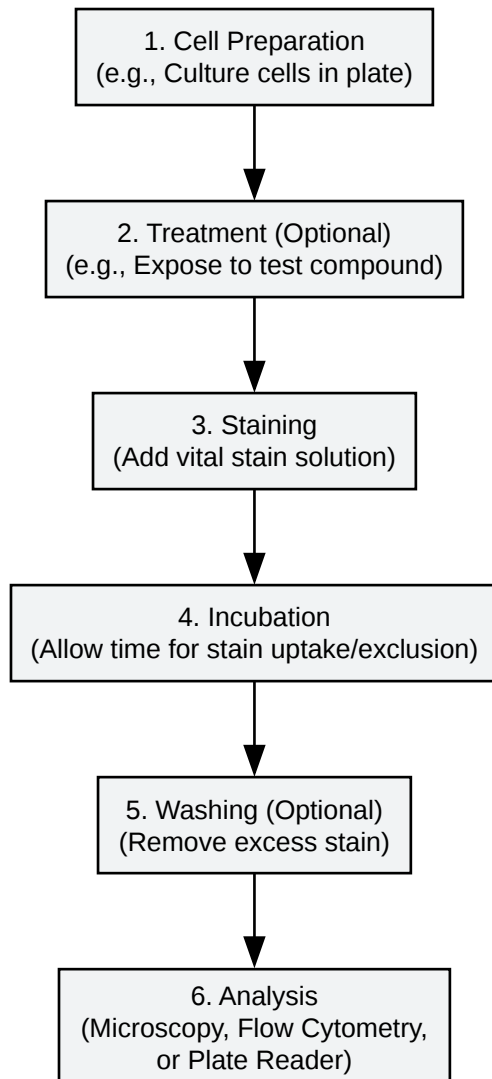 1. Cell Preparation
(e.g., Culture cells in plate)
2. Treatment (Optional)
(e.g., Expose to test compound)
3. Staining
(Add vital stain solution)
4. Incubation
(Allow time for stain uptake/exclusion)
5. Washing (Optional)
(Remove excess stain)
6. Analysis
(Microscopy, Flow Cytometry,
or Plate Reader)